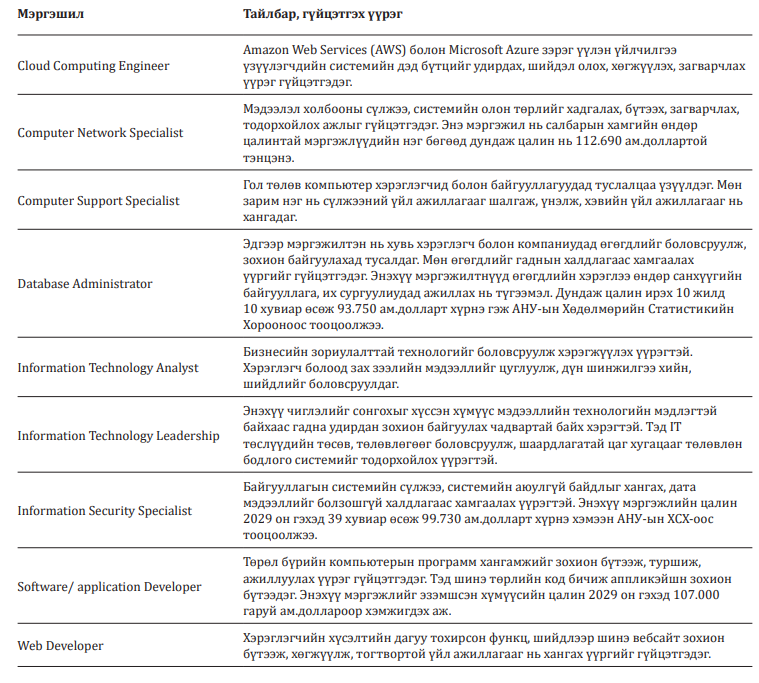 Мэргэшил Тайлбар, гүйцэтгэх үүрэг
Cloud Computing Engineer
Amazon Web Services (AWS) болон Microsoft Azure зэрэг үүлэн үйлчилгээ
үзүүлэгчдийн системийн дэд бүтцийг удирдах, шийдэл олох, хөгжүүлэх, загварчлах
үүрэг гүйцэтгэдэг.
Computer Network Specialist
Мэдээлэл холбооны сүлжээ, системийн олон төрлийг хадгалах, бүтээх, загварчлах,
тодорхойлох ажлыг гүйцэтгэдэг. Энэ мэргэжил нь салбарын хамгийн өндөр
цалинтай мэргэжлүүдийн нэг бөгөөд дундаж цалин нь 112.690 ам.доллартой
тэнцэнэ.
Computer Support Specialist
Гол төлөв компьютер хэрэглэгчид болон байгууллагуудад туслалцаа үзүүлдэг. Мөн
зарим нэг нь сүлжээний үйл ажиллагааг шалгаж, үнэлж, хэвийн үйл ажиллагааг нь
хангадаг.
Database Administrator
Эдгээр мэргэжилтэн нь хувь хэрэглэгч болон компаниудад өгөгдлийг боловсруулж,
зохион байгуулахад тусалдаг. Мөн өгөгдлийг гаднын халдлагаас хамгаалах
үүргийг гүйцэтгэдэг. Энэхүү мэргэжилтнүүд өгөгдлийн хэрэглээ өндөр санхүүгийн
байгууллага, их сургуулиудад ажиллах нь түгээмэл. Дундаж цалин ирэх 10 жилд
10 хувиар өсөж 93.750 ам.долларт хүрнэ гэж АНУ-ын Хөдөлмөрийн Статистикийн
Хорооноос тооцоолжээ.
Information Technology Analyst
Бизнесийн зориулалттай технологийг боловсруулж хэрэгжүүлэх үүрэгтэй.
Хэрэглэгч болоод зах зээлийн мэдээллийг цуглуулж, дүн шинжилгээ хийн,
шийдлийг боловсруулдаг.
Information Technology Leadership
Энэхүү чиглэлийг сонгохыг хүссэн хүмүүс мэдээллийн технологийн мэдлэгтэй
байхаас гадна удирдан зохион байгуулах чадвартай байх хэрэгтэй. Тэд IT
төслүүдийн төсөв, төлөвлөгөөг боловсруулж, шаардлагатай цаг хугацааг төлөвлөн
бодлого системийг тодорхойлох үүрэгтэй.
Information Security Specialist
Байгууллагын системийн сүлжээ, системийн аюулгүй байдлыг хангах, дата
мэдээллийг болзошгүй халдлагаас хамгаалах үүрэгтэй. Энэхүү мэргэжлийн цалин
2029 он гэхэд 39 хувиар өсөж 99.730 ам.долларт хүрнэ хэмээн АНУ-ын ХСХ-оос
тооцоолжээ.
Software/ application Developer
Төрөл бүрийн компьютерын программ хангамжийг зохион бүтээж, туршиж,
ажиллуулах үүрэг гүйцэтгэдэг. Тэд шинэ төрлийн код бичиж аппликэйшн зохион
бүтээдэг. Энэхүү мэргэжлийг эзэмшсэн хүмүүсийн цалин 2029 он гэхэд 107.000
гаруй ам.доллароор хэмжигдэх аж.
Web Developer
Хэрэглэгчийн хүсэлтийн дагуу тохирсон функц, шийдлээр шинэ вебсайт зохион
бүтээж, хөгжүүлж, тогтвортой үйл ажиллагааг нь хангах үүргийг гүйцэтгэдэг.